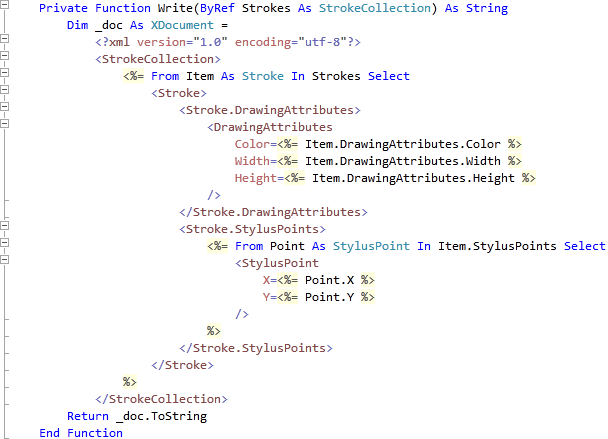 Private Function Write(ByRef Strokes As StrokeCollection) As String
Dim _doc As XDocument =
<?xml version="1.0" encoding="utf-8"?>
<StrokeCollection>
<%= From Item As Stroke In Strokes Select
<Stroke>
<Stroke.DrawingAttributes>
<DrawingAttributes
Color=<%= Item.DrawingAttributes.Color %>
Width=<%= Item.DrawingAttributes.Width %>
Height=<%= Item.DrawingAttributes.Height %>
/>
</Stroke.DrawingAttributes>
<Stroke.StylusPoints>
<%= From Point As StylusPoint In Item.StylusPoints Select
<StylusPoint
X=<%= Point.X %>
Y=<%= Point.Y %>
/>
%>
</Stroke.StylusPoints>
</Stroke>
%>
</StrokeCollection>
Return _doc.ToString
End Function